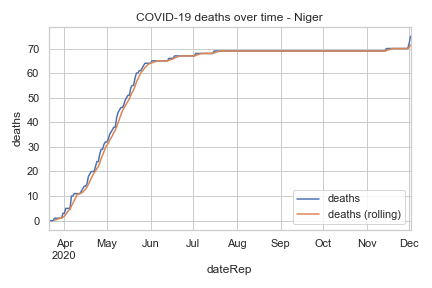 COVID-19 deaths over time - Niger
deaths
70
60
50
40
30
20
10
0
Apr May Jun Jul Aug Sep Oct Nov Dec
2020
dateRep
deaths
deaths (rolling)